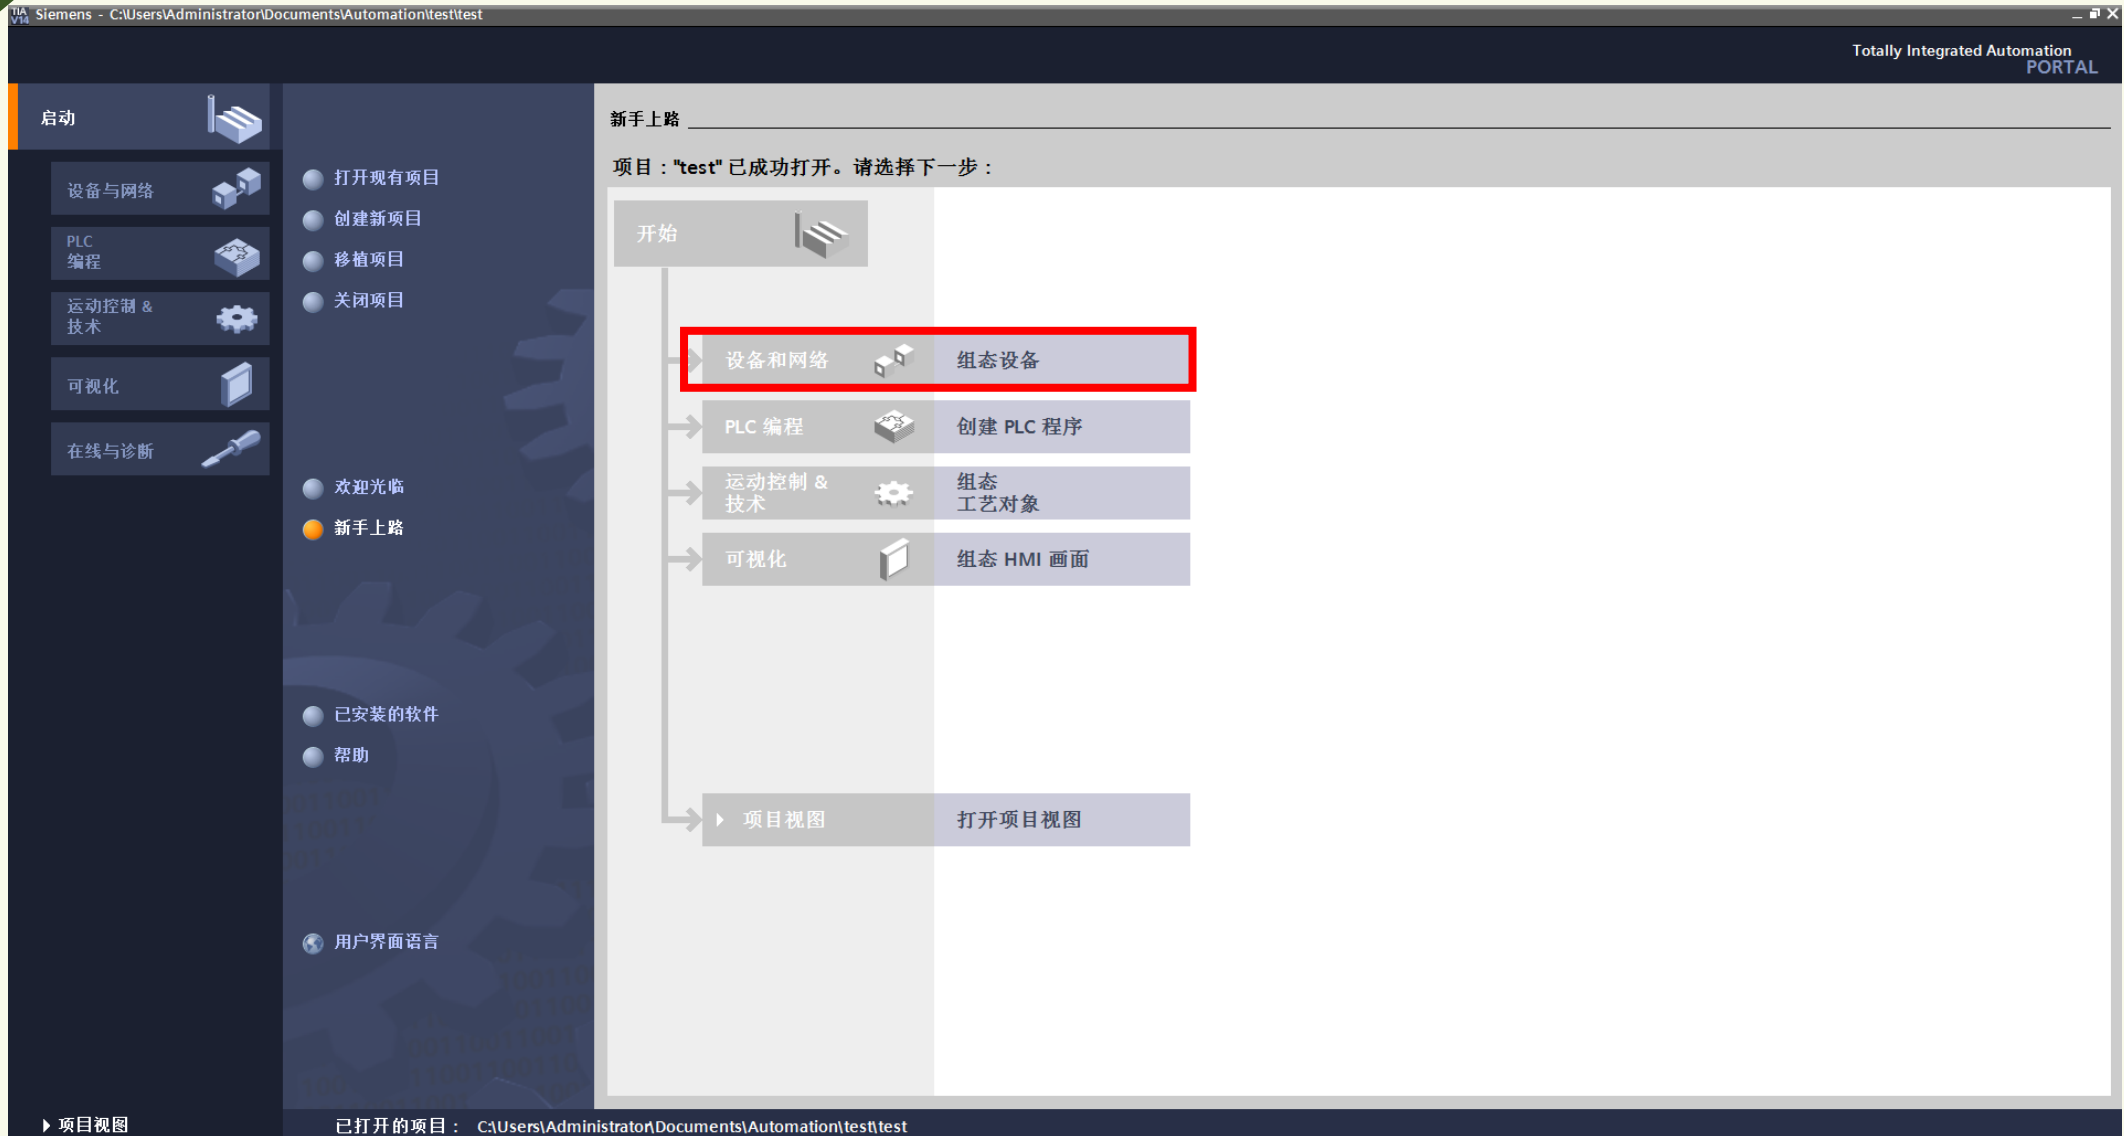 TIA
V14
Siemens - C:\Users\Administrator\Documents\Automation\test\test
Totally Integrated Automation
PORTAL
启动
设备与网络
PLC
编程
运动控制 &
技术
可视化
在线与诊断
打开现有项目
创建新项目
移植项目
关闭项目
欢迎光临
新手上路
已安装的软件
帮助
用户界面语言
新手上路
项目："test" 已成功打开。请选择下一步：
开始
设备和网络 组态设备
PLC 编程 创建 PLC 程序
运动控制 & 技术
组态
工艺对象
可视化 组态 HMI 画面
项目视图 打开项目视图
项目视图
已打开的项目： C:\Users\Administrator\Documents\Automation\test\test